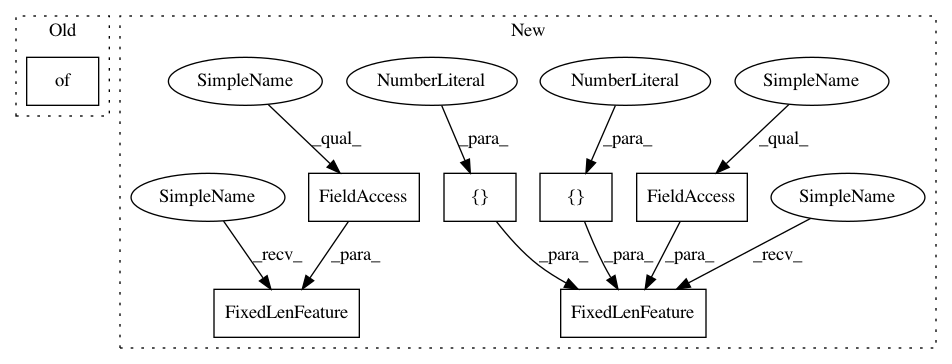 Old
New
of
SimpleName
NumberLiteral
NumberLiteral
SimpleName
_qual_
_para_
_para_
_qual_
SimpleName
FieldAccess
{}
{}
FieldAccess
SimpleName
_recv_
_para_
_para_
_para_
_para_
_recv_
FixedLenFeature
FixedLenFeature